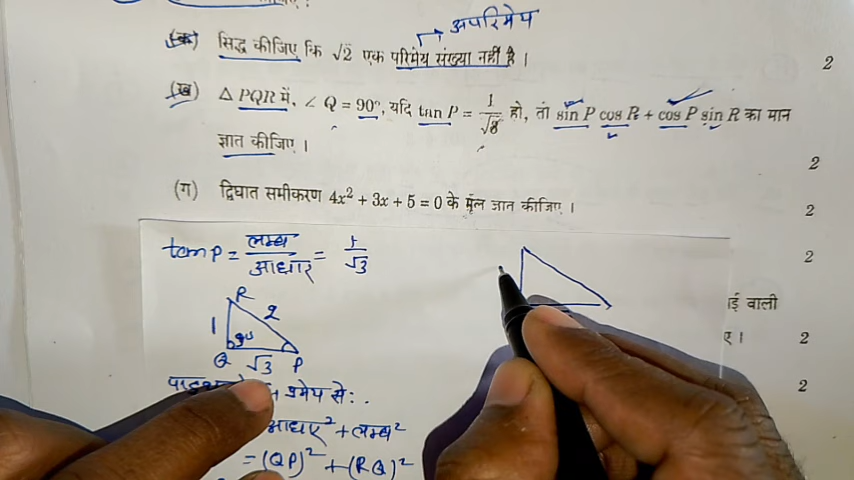 अपरिमेय
(क) सिद्ध कीजिए कि √2 एक परिमेय संख्या नहीं है । 2
(ख) △ PQR में, ∠ Q = 90°, यदि tan P = 1/√3 हो, तो sin P cos R + cos P sin R का मान
ज्ञात कीजिए । 2
(ग) द्विघात समीकरण 4x² + 3x + 5 = 0 के मूल ज्ञात कीजिए । 2
tan P = लम्ब/आधार = 1/√3
2
R
1 2
90°
Q √3 P
ई वाली
ए । 2
प्रमेय से:.
2
आधार² + लम्ब²
= (QP)² + (RQ)²